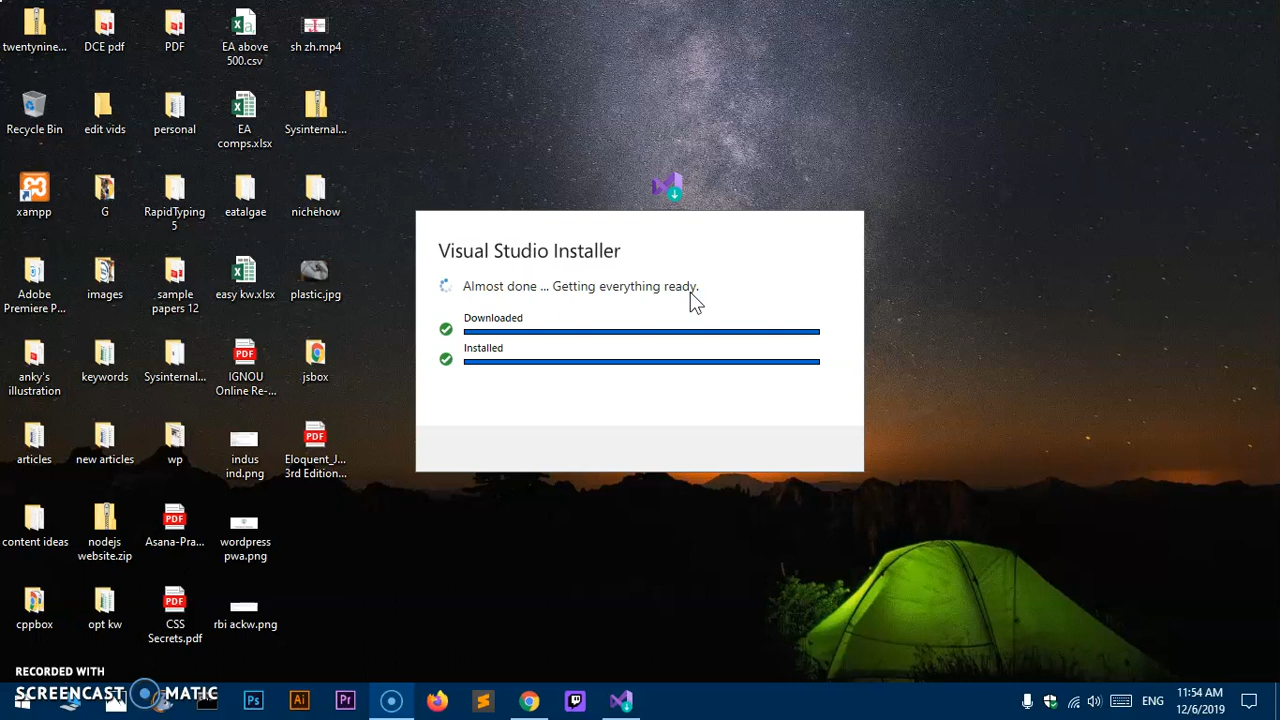 twentynine...
DCE pdf
PDF
EA above
500.csv
sh zh.mp4
Recycle Bin
edit vids
personal
EA
comps.xlsx
Sysinternal...
xampp
G
RapidTyping
5
eatalgae
nichehow
Adobe
Premiere P...
images
sample
papers 12
easy kw.xlsx
plastic.jpg
anky's
illustration
keywords
Sysinternal...
IGNOU
Online Re-...
jsbox
articles
new articles
wp
indus
ind.png
Eloquent_J...
3rd Edition...
content ideas
nodejs
website.zip
Asana-Pra...
wordpress
pwa.png
cppbox
opt kw
CSS
Secrets.pdf
rbi ackw.png
Visual Studio Installer
Almost done ... Getting everything ready.
Downloaded
Installed
RECORDED WITH
SCREENCAST MATIC
Ps
Ai
Pr
ENG
11:54 AM
12/6/2019